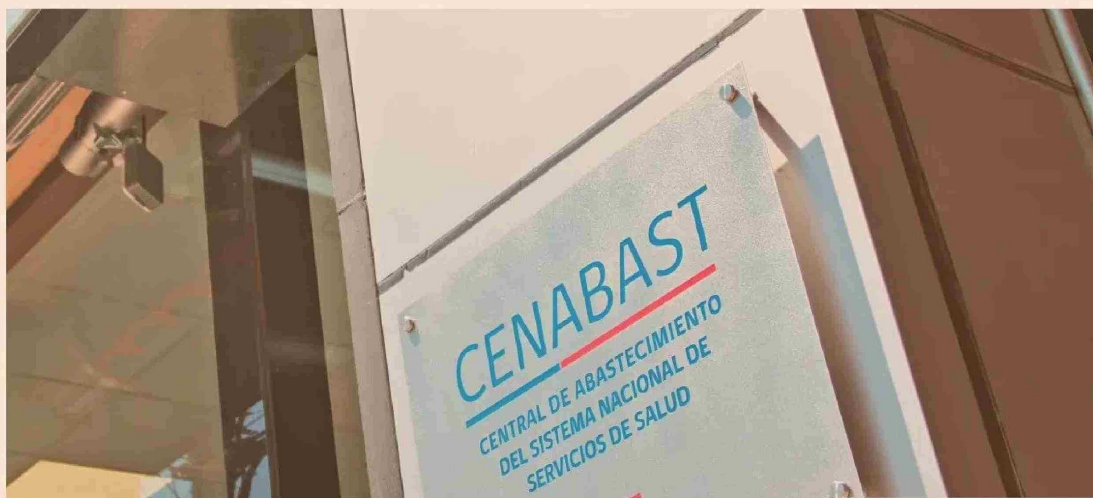 CENABAST
CENTRAL DE ABASTECIMIENTO
DEL SISTEMA NACIONAL DE
SERVICIOS DE SALUD